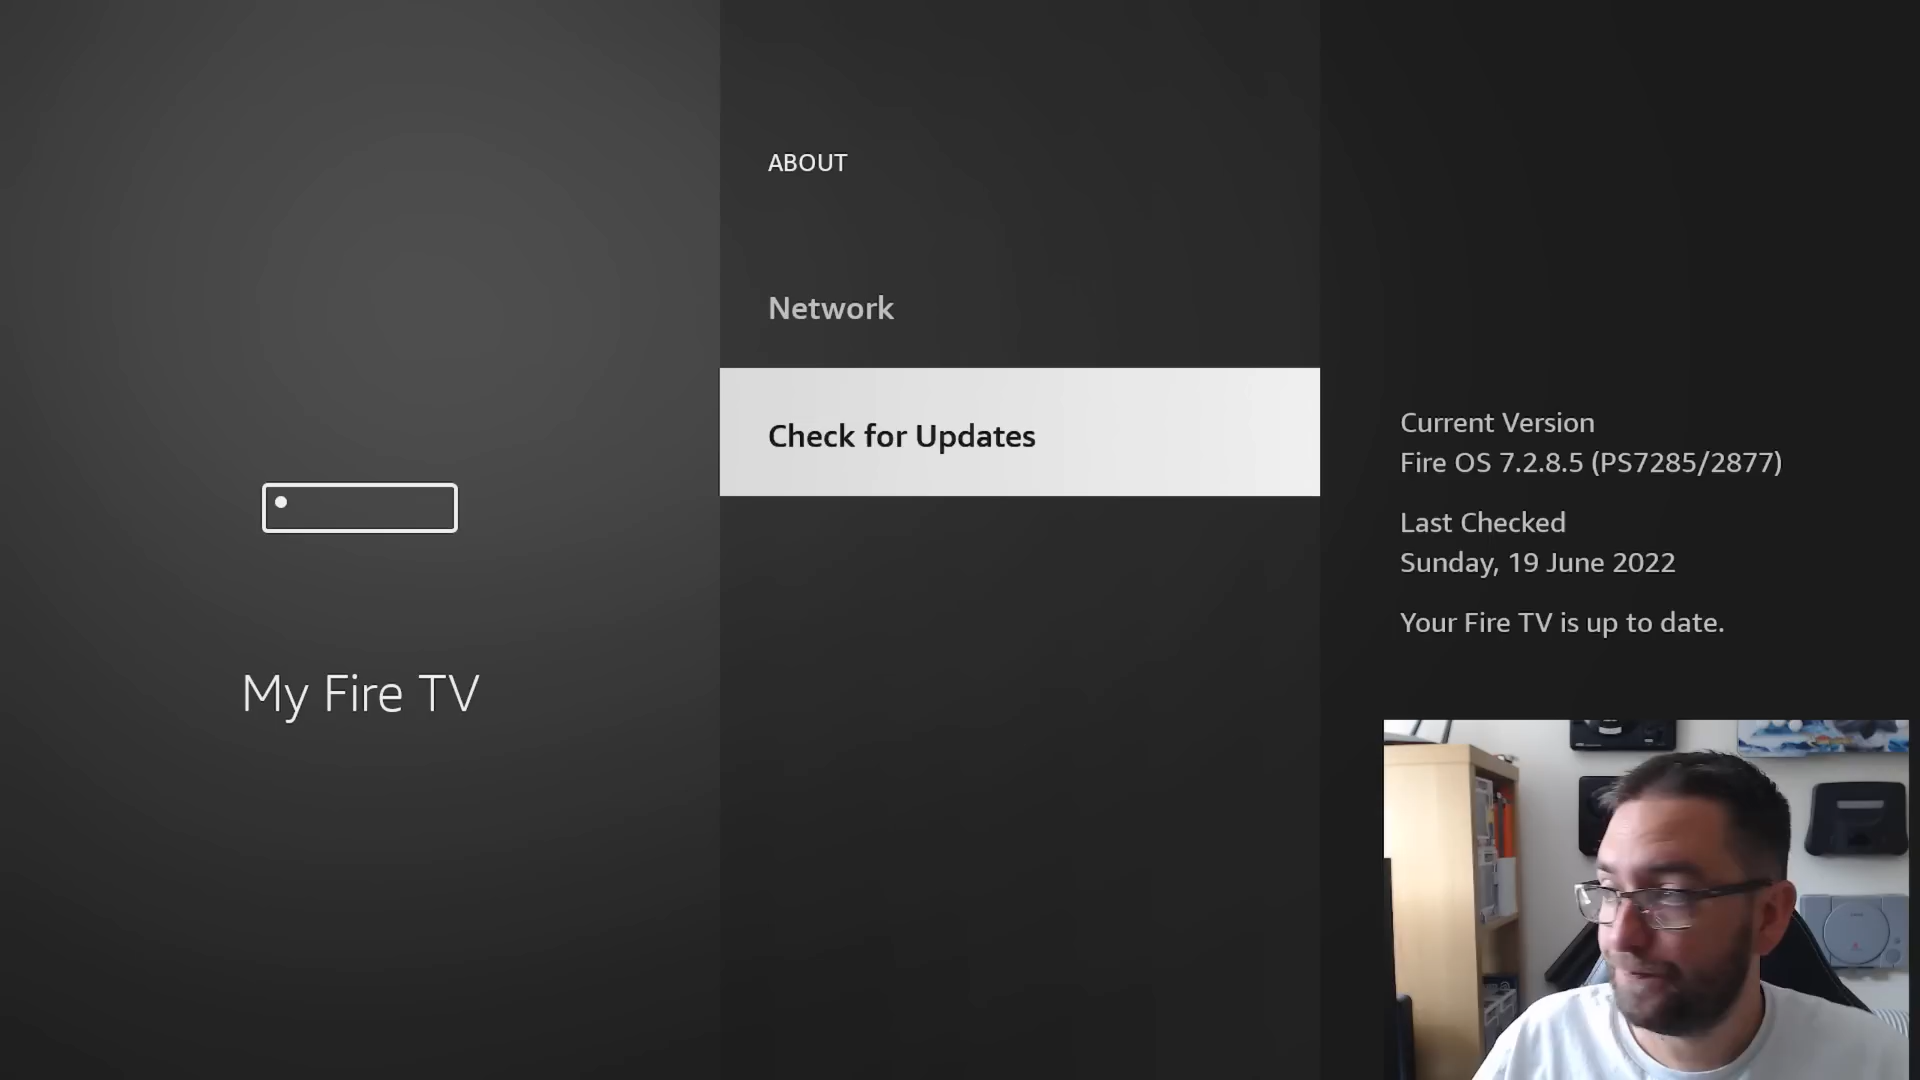 ABOUT
Network
Check for Updates
My Fire TV
Current Version
Fire OS 7.2.8.5 (PS7285/2877)
Last Checked
Sunday, 19 June 2022
Your Fire TV is up to date.